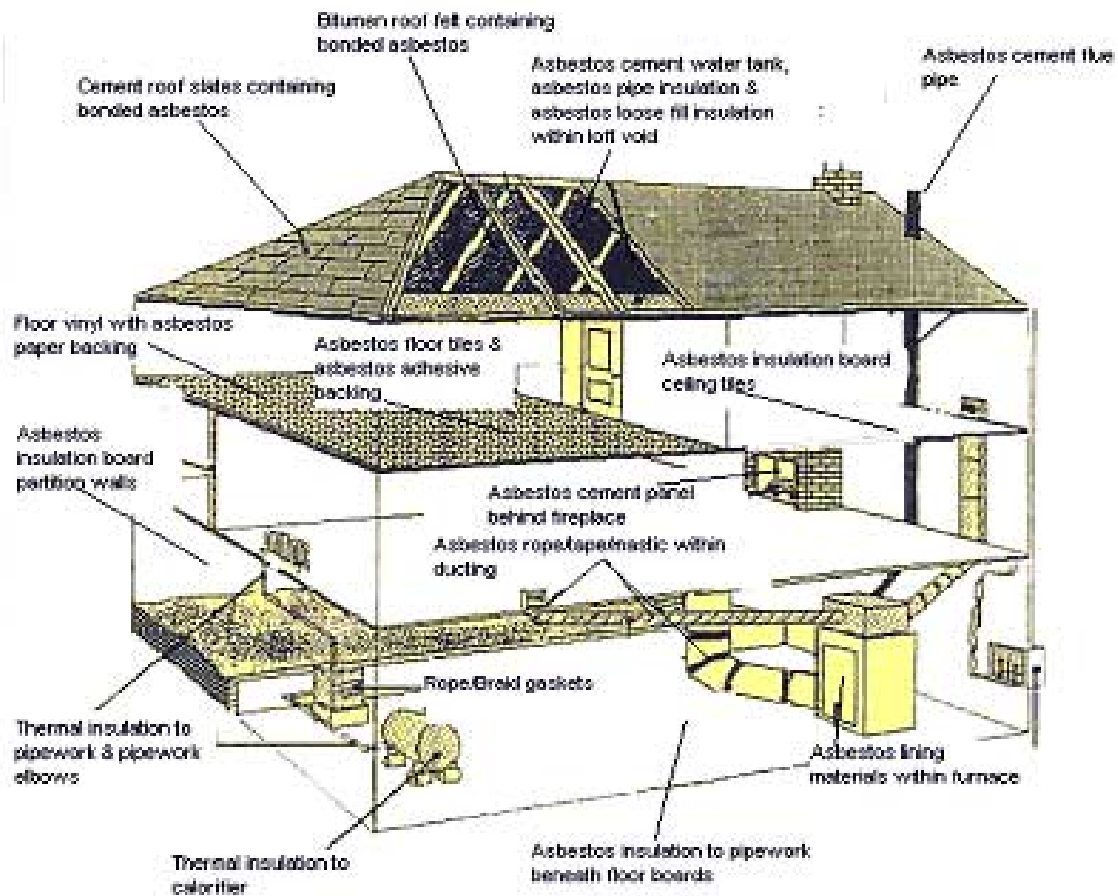 Bitumen roof felt containing
bonded asbestos
Asbestos cement flue
pipe
Asbestos cement water tank,
asbestos pipe insulation &
asbestos loose fill insulation
within loft void
Cement roof slates containing
bonded asbestos
Floor vinyl with asbestos
paper backing
Asbestos floor tiles &
asbestos adhesive
backing
Asbestos insulation board
ceiling tiles
Asbestos
insulation board
partition walls
Asbestos cement panel
behind fireplace
Asbestos rope/tape/mastic within
ducting
Rope/Braid gaskets
Thermal insulation to
pipework & pipework
elbows
Asbestos lining
materials within furnace
Thermal insulation to
calorifier
Asbestos insulation to pipework
beneath floor boards